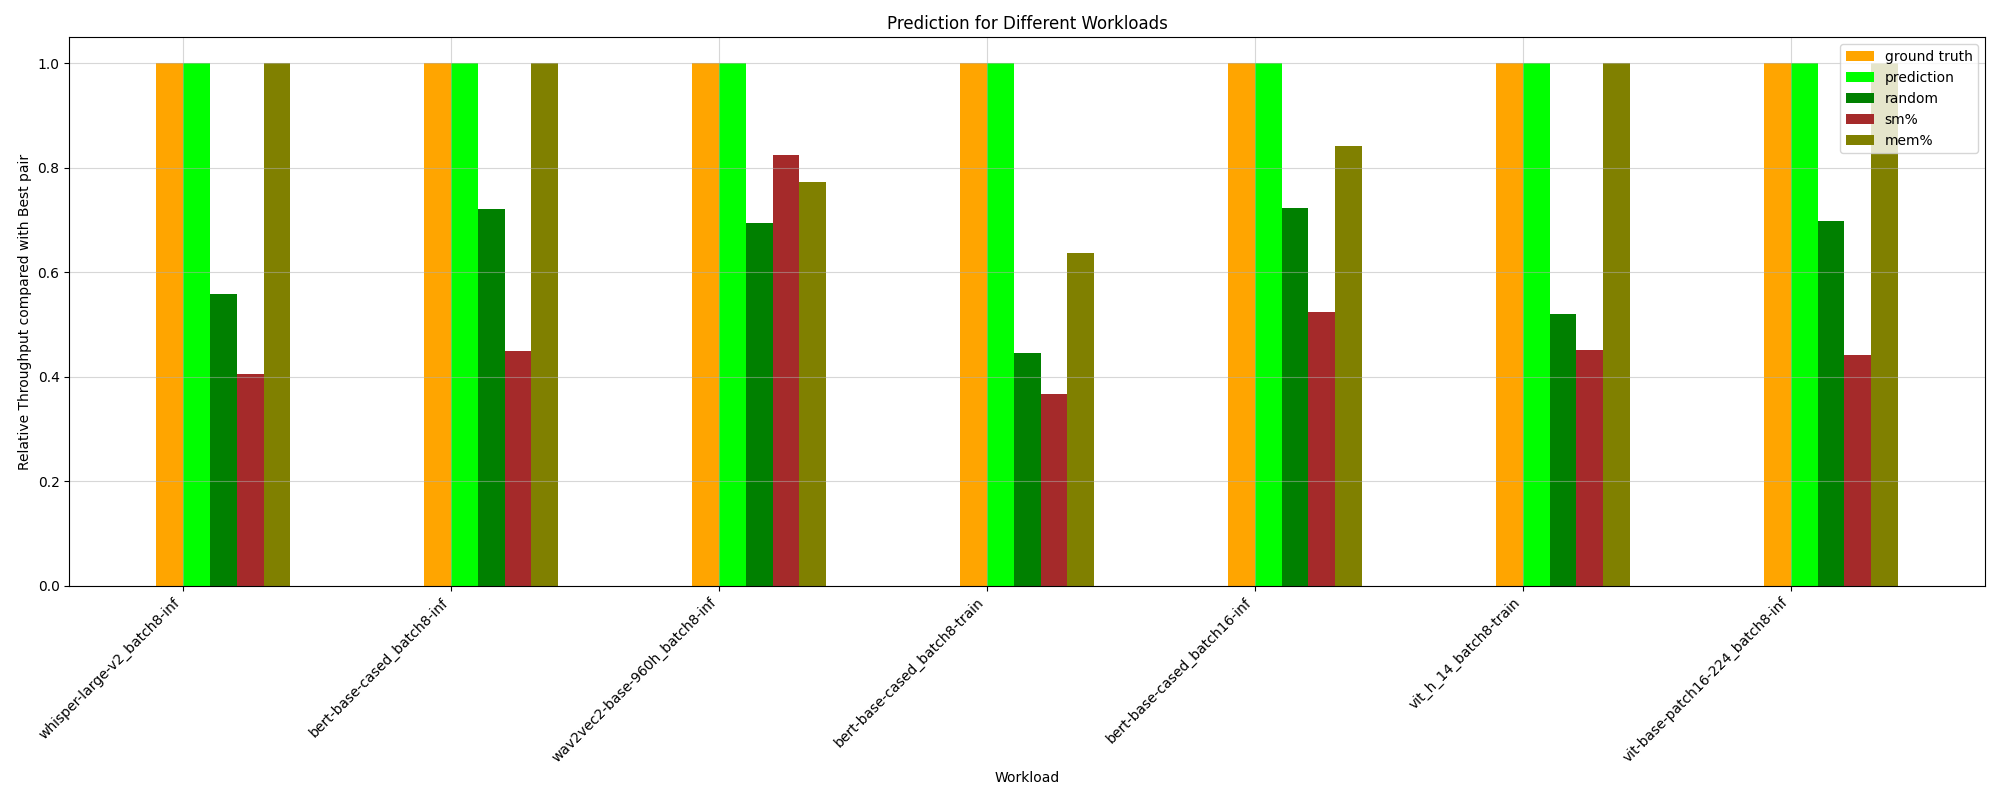 Prediction for Different Workloads
Relative Throughput compared with Best pair
1.0
0.8
0.6
0.4
0.2
0.0
ground truth
prediction
random
sm%
mem%
whisper-large-v2_batch8-inf
bert-base-cased_batch8-inf
wav2vec2-base-960h_batch8-inf
bert-base-cased_batch8-train
bert-base-cased_batch16-inf
vit_h_14_batch8-train
vit-base-patch16-224_batch8-inf
Workload